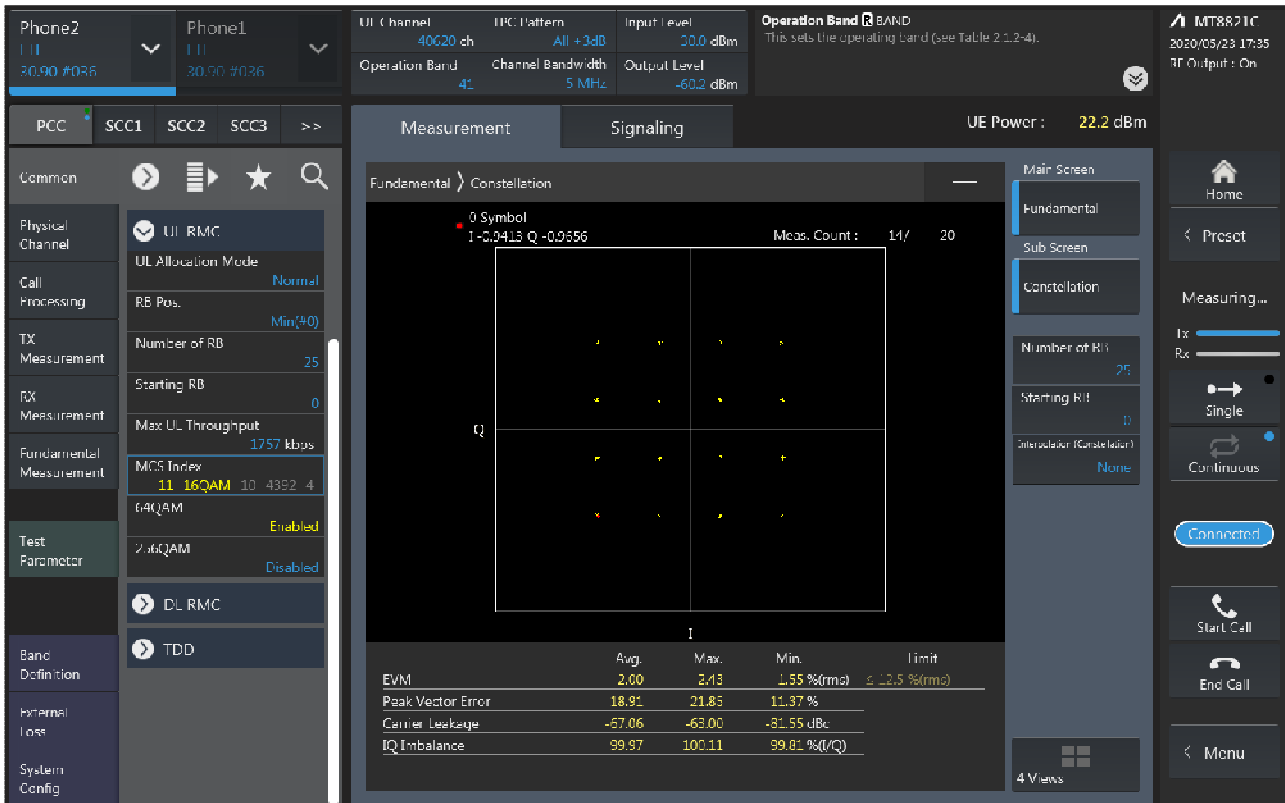 Phone2
LTE
30.90 #036
Phone1
LTE
30.90 #036
UL Channel
40620 ch
TPC Pattern
All +3dB
Input Level
30.0 dBm
Operation Band
41
Channel Bandwidth
5 MHz
Output Level
-60.2 dBm
Operation Band R BAND
This sets the operating band (see Table 2.1.2-4).
MT8821C
2020/05/23 17:35
RF Output : On
PCC
SCC1
SCC2
SCC3
>>
Measurement
Signaling
UE Power : 22.2 dBm
Common
Physical
Channel
Call
Processing
TX
Measurement
RX
Measurement
Fundamental
Measurement
Test
Parameter
Band
Definition
External
Loss
System
Config
UL RMC
UL Allocation Mode
Normal
RB Pos.
Min(#0)
Number of RB
25
Starting RB
0
Max UL Throughput
1757 kbps
MCS Index
11 16QAM 10 4392 4
64QAM
Enabled
256QAM
Disabled
DL RMC
TDD
Fundamental 〉 Constellation
0 Symbol
I -0.9413 Q -0.9656
Meas. Count : 14/ 20
Q
I
Avg. Max. Min. Limit
EVM 2.00 2.43 1.55 %(rms) ≤ 12.5 %(rms)
Peak Vector Error 18.91 21.85 11.37 %
Carrier Leakage -67.06 -63.00 -81.55 dBc
IQ Imbalance 99.97 100.11 99.81 %(I/Q)
Main Screen
Fundamental
Sub Screen
Constellation
Number of RB
25
Starting RB
0
Interpolation (Constellation)
None
4 Views
Home
Preset
Measuring...
Tx
Rx
Single
Continuous
Connected
Start Call
End Call
Menu